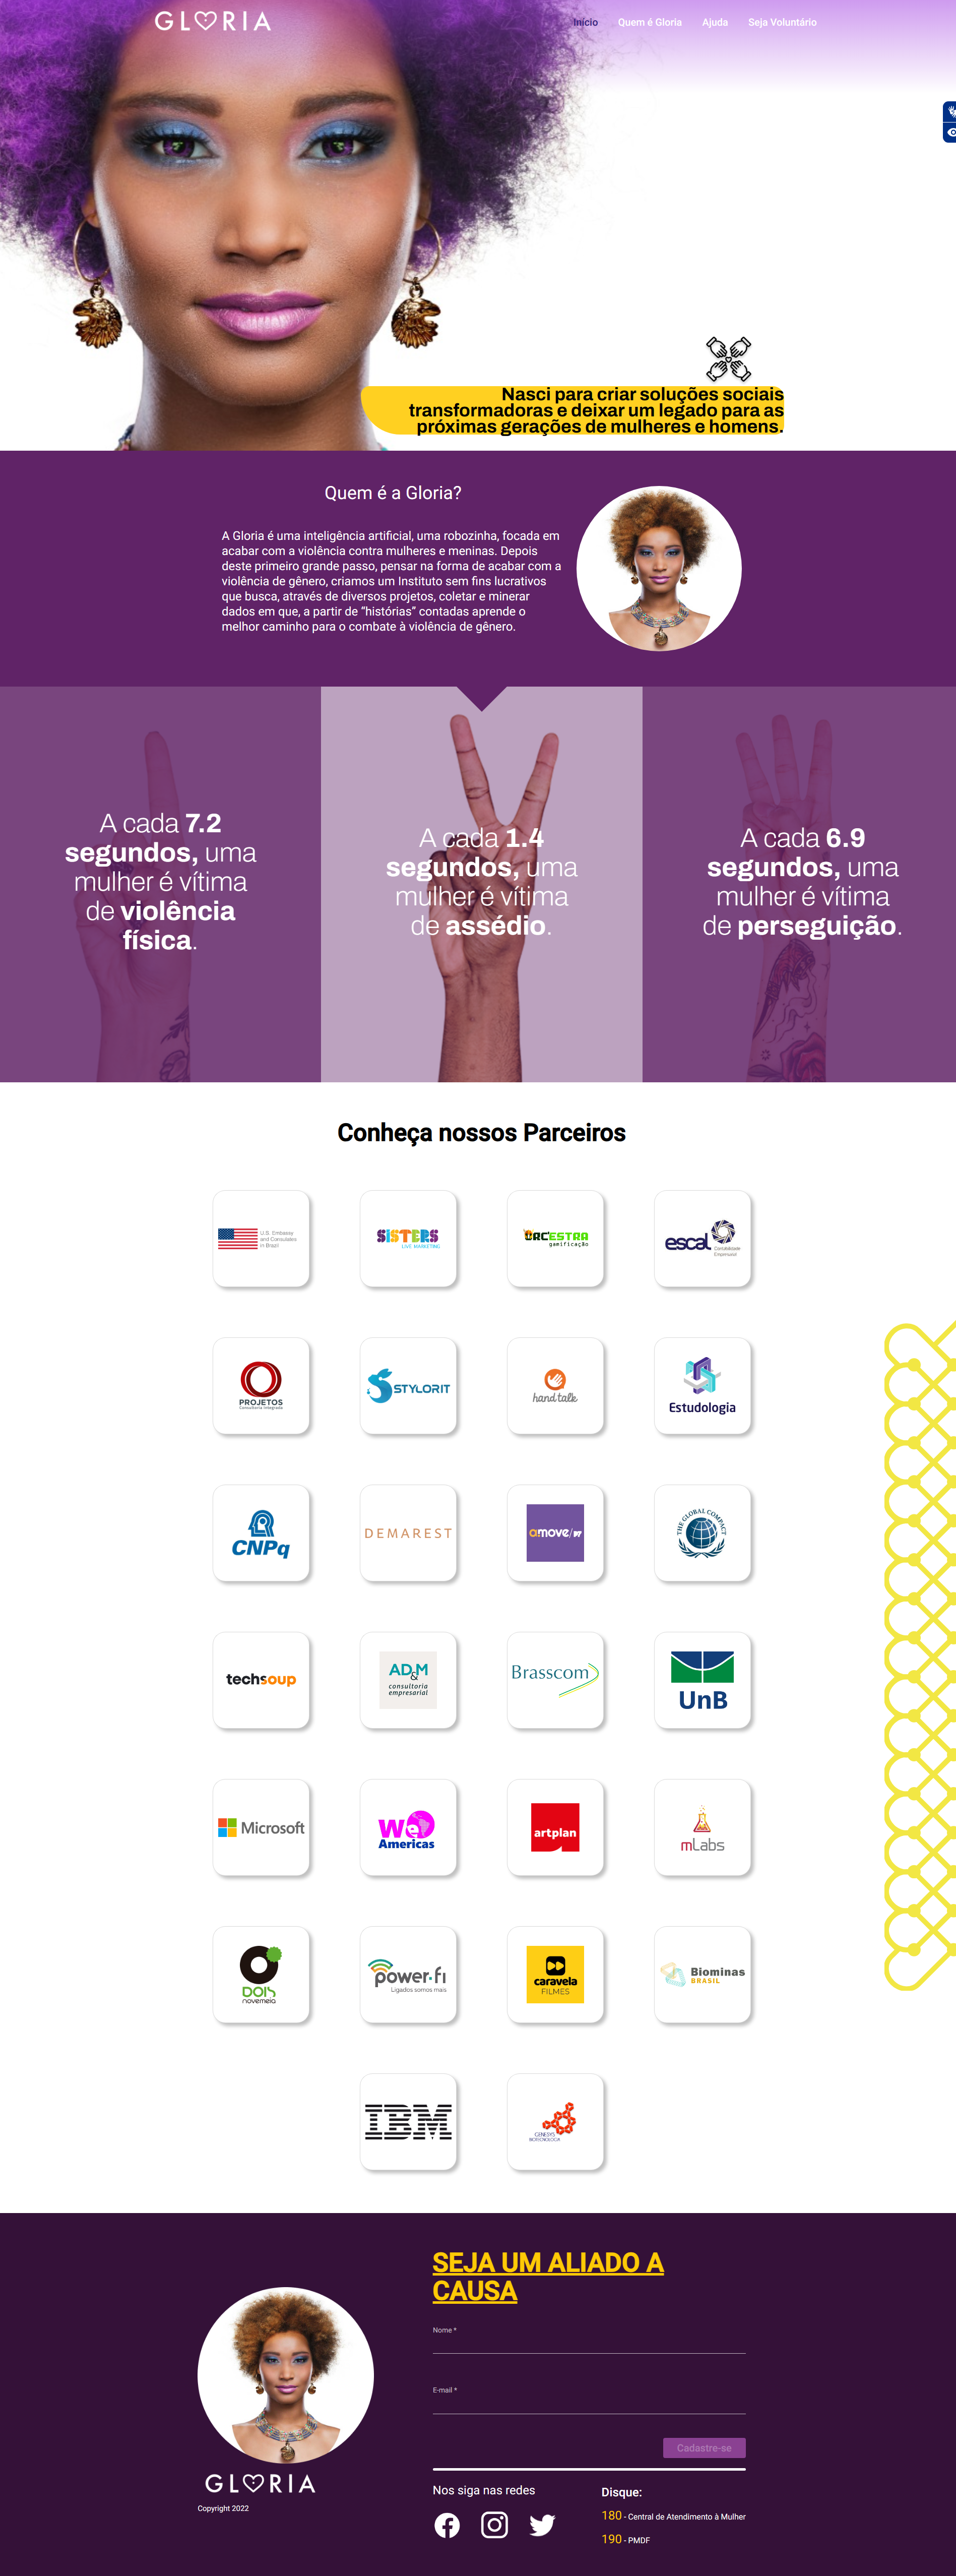 GLORIA
Início Quem é Gloria Ajuda Seja Voluntário
Nasci para criar soluções sociais
transformadoras e deixar um legado para as
próximas gerações de mulheres e homens.
Quem é a Gloria?
A Gloria é uma inteligência artificial, uma robozinha, focada em
acabar com a violência contra mulheres e meninas. Depois
deste primeiro grande passo, pensar na forma de acabar com a
violência de gênero, criamos um Instituto sem fins lucrativos
que busca, através de diversos projetos, coletar e minerar
dados em que, a partir de “histórias” contadas aprende o
melhor caminho para o combate à violência de gênero.
A cada 7.2
segundos, uma
mulher é vítima
de violência
física.
A cada 1.4
segundos, uma
mulher é vítima
de assédio.
A cada 6.9
segundos, uma
mulher é vítima
de perseguição.
Conheça nossos Parceiros
U.S. Embassy
and Consulates
in Brazil
SISTERS
LIVE MARKETING
ORCESTRA
gamificação
escal
Contabilidade
Empresarial
PROJETOS
Consultoria Integrada
STYLORIT
hand talk
Estudologia
CNPq
DEMAREST
a.move/
THE GLOBAL COMPACT
techsoup
AD&M
consultoria
empresarial
Brasscom
UnB
Microsoft
We
Americas
artplan
mLabs
DOIS
novemeia
power-fi
Ligados somos mais
caravela
FILMES
Biominas
BRASIL
IBM
GENESYS
BIOTECNOLOGIA
SEJA UM ALIADO A
CAUSA
Nome *
E-mail *
Cadastre-se
GLORIA
Copyright 2022
Nos siga nas redes
Disque:
180 - Central de Atendimento à Mulher
190 - PMDF